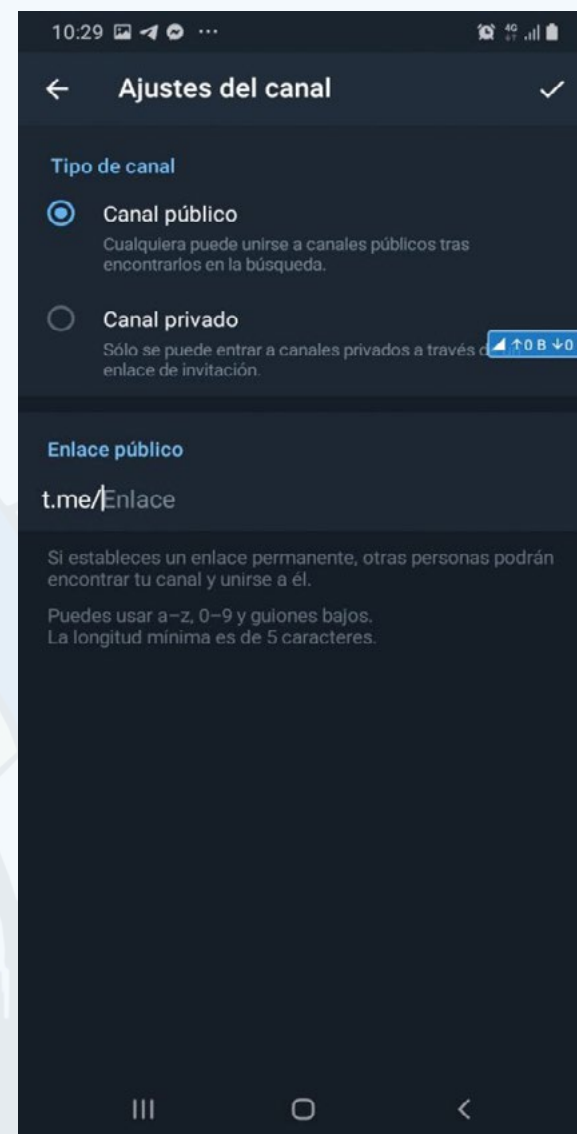 10:29
4G
Ajustes del canal
Tipo de canal
Canal público
Cualquiera puede unirse a canales públicos tras
encontrarlos en la búsqueda.
Canal privado
Sólo se puede entrar a canales privados a través
↑0 B ↓0
enlace de invitación.
Enlace público
t.me/Enlace
Si estableces un enlace permanente, otras personas podrán
encontrar tu canal y unirse a él.
Puedes usar a–z, 0–9 y guiones bajos.
La longitud mínima es de 5 caracteres.